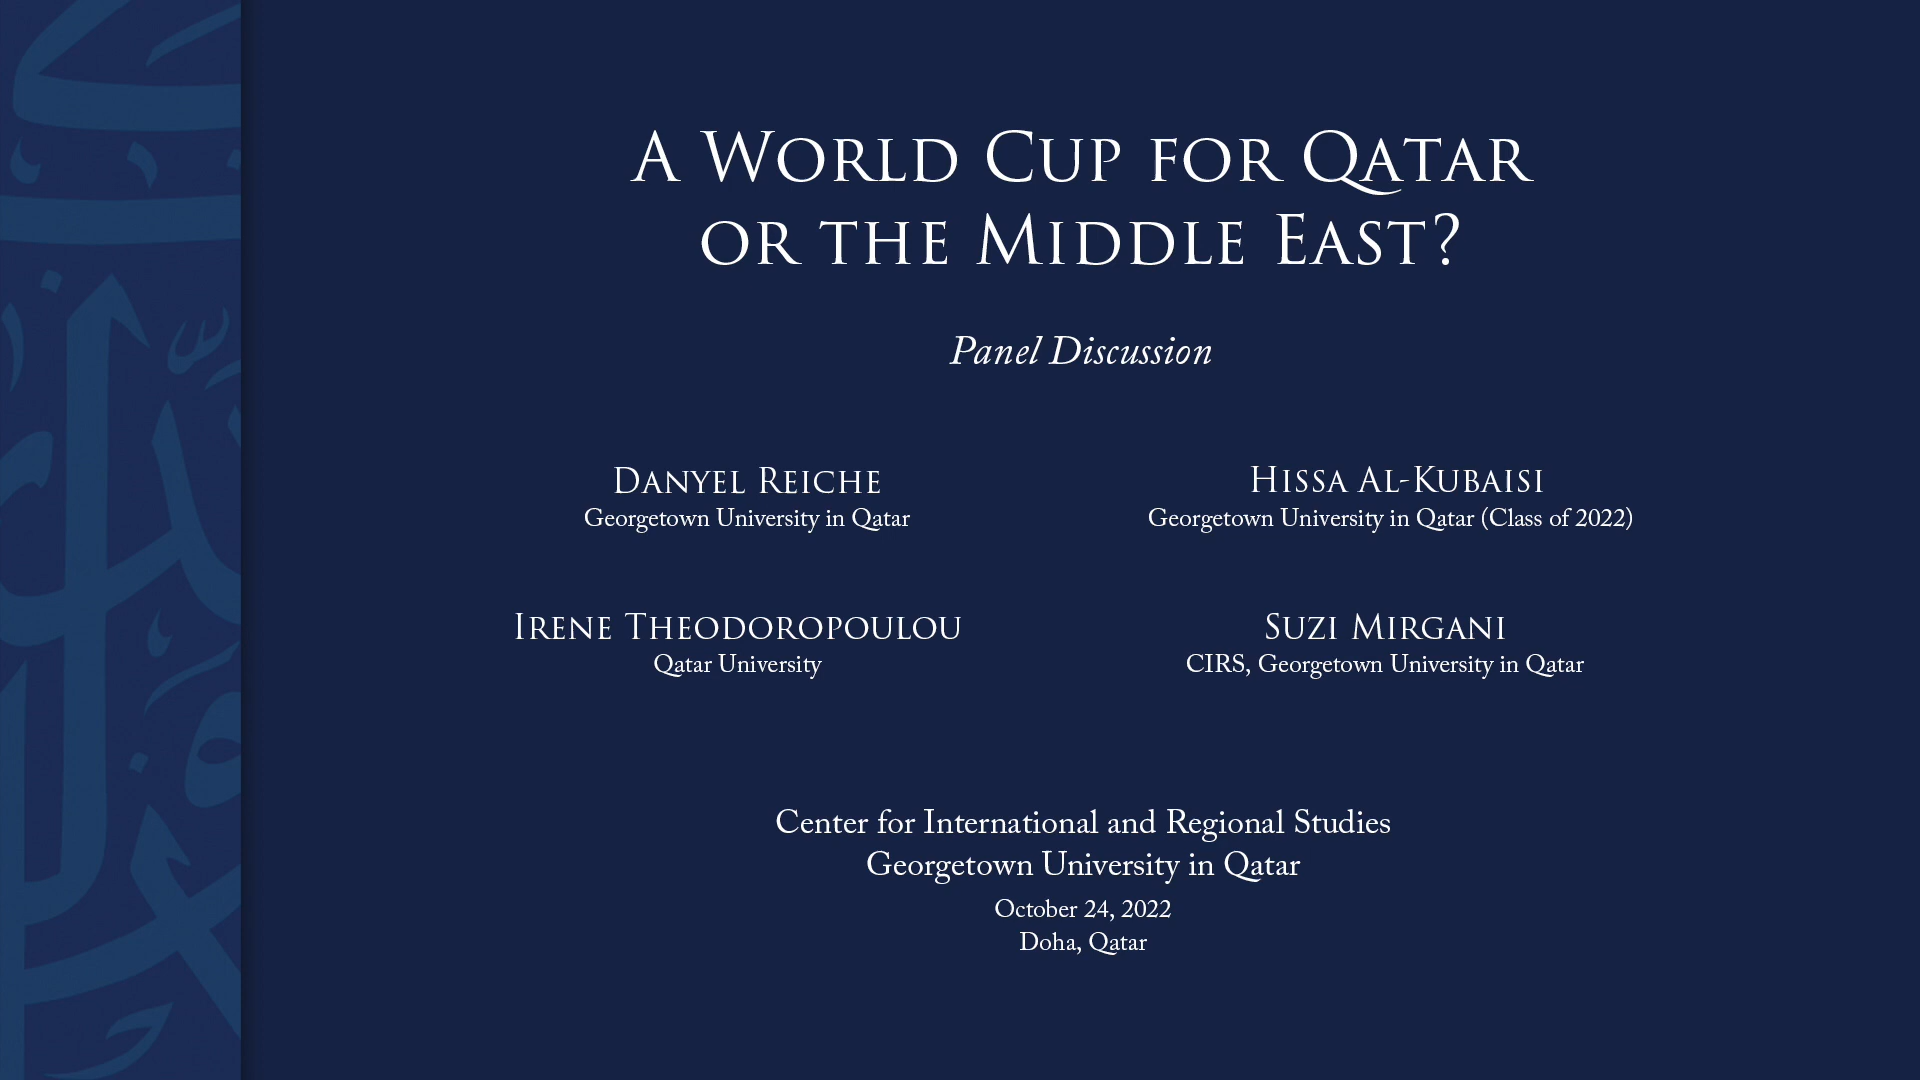 A World Cup for Qatar
or the Middle East?
Panel Discussion
Danyel Reiche
Georgetown University in Qatar
Hissa Al-Kubaisi
Georgetown University in Qatar (Class of 2022)
Irene Theodoropoulou
Qatar University
Suzi Mirgani
CIRS, Georgetown University in Qatar
Center for International and Regional Studies
Georgetown University in Qatar
October 24, 2022
Doha, Qatar